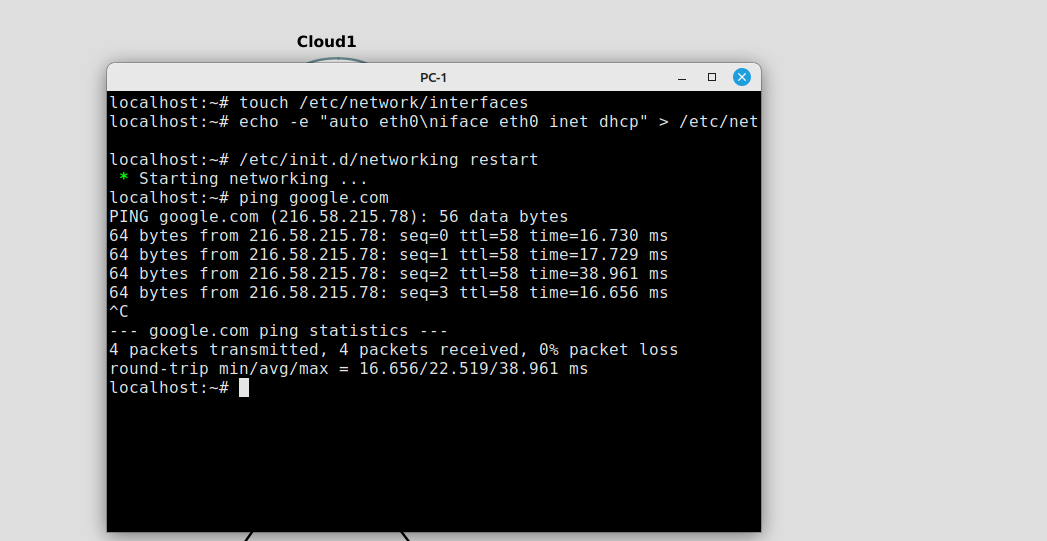 Cloud1
PC-1
localhost:~# touch /etc/network/interfaces
localhost:~# echo -e "auto eth0\niface eth0 inet dhcp" > /etc/net
localhost:~# /etc/init.d/networking restart
 * Starting networking ...
localhost:~# ping google.com
PING google.com (216.58.215.78): 56 data bytes
64 bytes from 216.58.215.78: seq=0 ttl=58 time=16.730 ms
64 bytes from 216.58.215.78: seq=1 ttl=58 time=17.729 ms
64 bytes from 216.58.215.78: seq=2 ttl=58 time=38.961 ms
64 bytes from 216.58.215.78: seq=3 ttl=58 time=16.656 ms
^C
--- google.com ping statistics ---
4 packets transmitted, 4 packets received, 0% packet loss
round-trip min/avg/max = 16.656/22.519/38.961 ms
localhost:~#